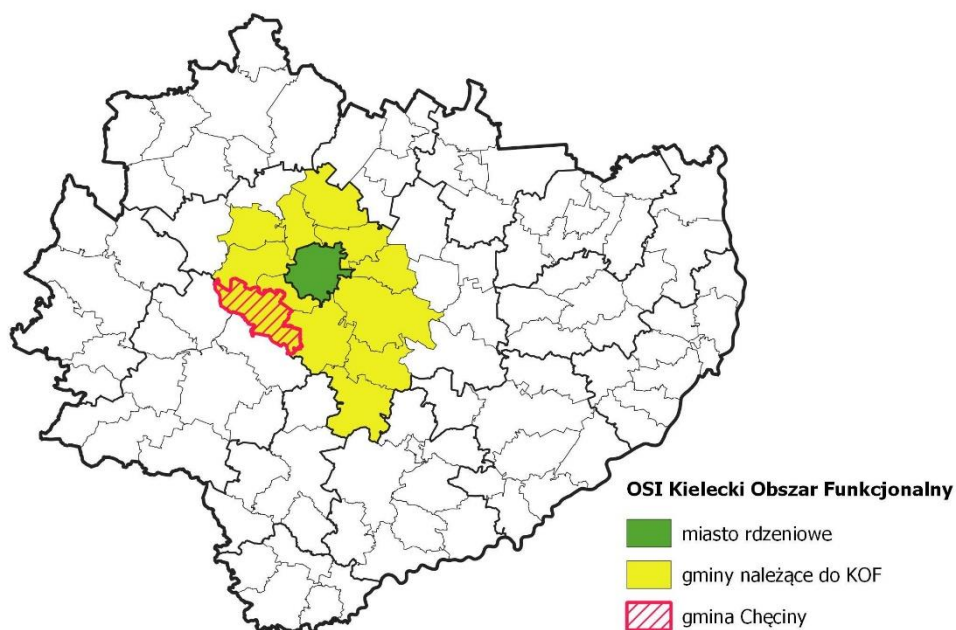 OSI Kielecki Obszar Funkcjonalny
miasto rdzeniowe
gminy należące do KOF
gmina Chęciny